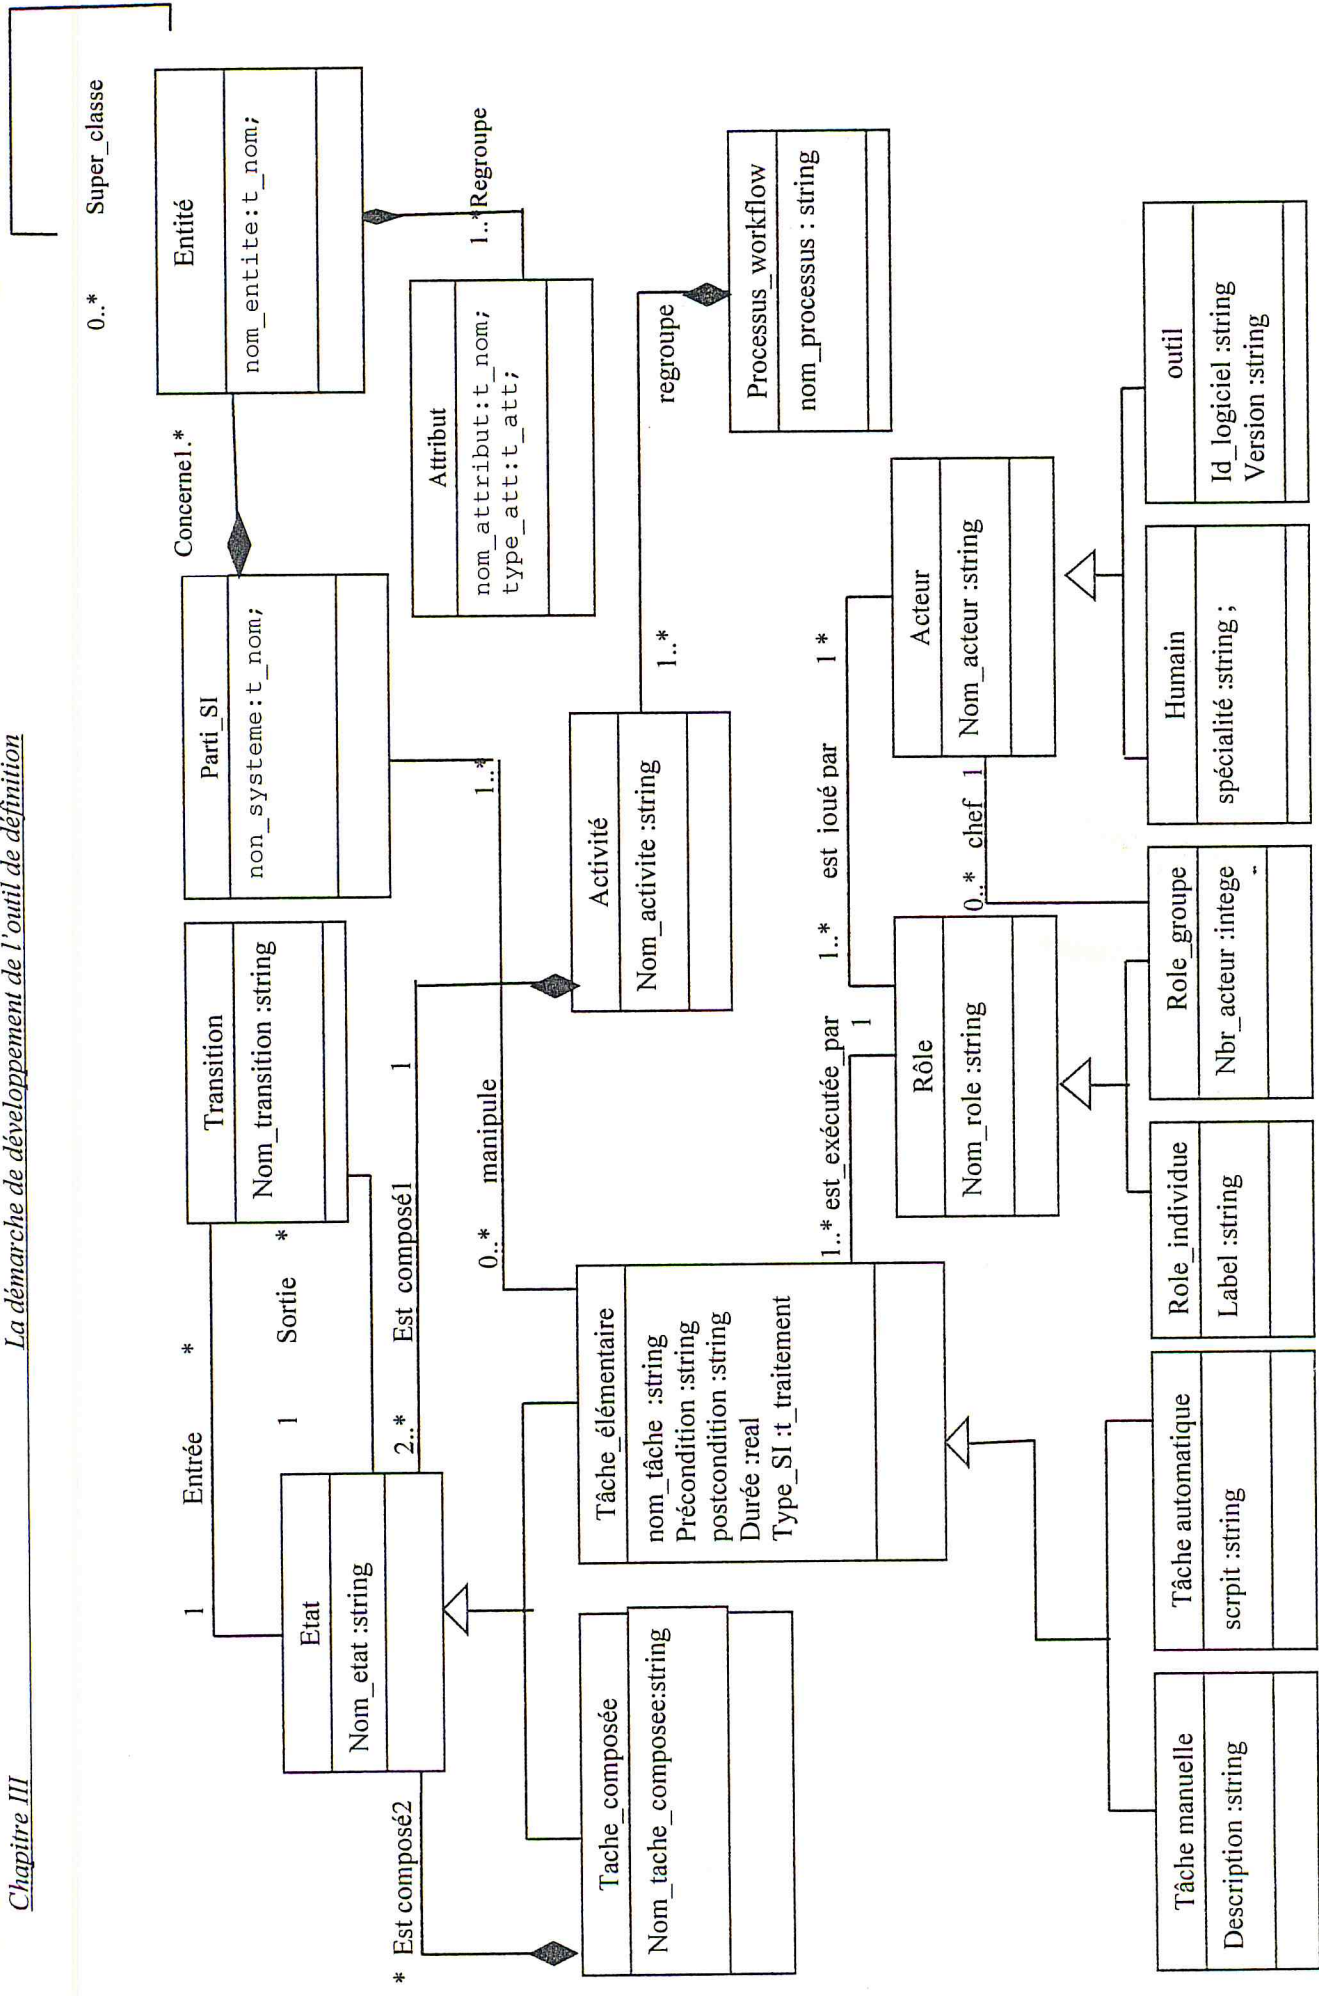 Chapitre III
La démarche de développement de l'outil de définition
0..* Super_classe
Entité
nom_entite:t_nom;
Concerne1.*
Parti_SI
non_systeme:t_nom;
1..*Regroupe
Attribut
nom_attribut:t_nom;
type_att:t_att;
Transition
Nom_transition :string
1 Entrée *
1 Sortie *
Etat
Nom_etat :string
2..* Est composé1 1
* Est composé2
0..* manipule 1..*
Activité
Nom_activite :string
1..* regroupe
Processus_workflow
nom_processus : string
Tache_composée
Nom_tache_composee:string
Tâche_élémentaire
nom_tâche :string
Précondition :string
postcondition :string
Durée :real
Type_SI :t_traitement
1..* est_exécutée_par 1
Rôle
Nom_role :string
1..* est joué par 1 *
Acteur
Nom_acteur :string
0..* chef 1
Tâche manuelle
Description :string
Tâche automatique
scrpit :string
Role_individue
Label :string
Role_groupe
Nbr_acteur :intege
Humain
spécialité :string ;
outil
Id_logiciel :string
Version :string